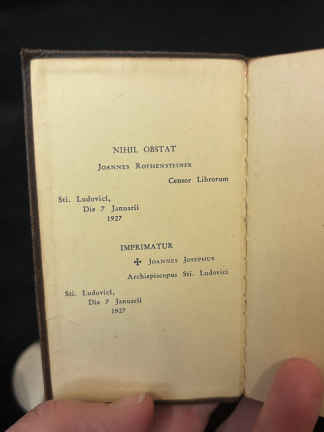 NIHIL OBSTAT
Joannes Rothensteiner
Censor Librorum
Sti. Ludovici,
Die 7 Januarii
1927
IMPRIMATUR
✠ Joannes Josephus
Archiepiscopus Sti. Ludovici
Sti. Ludovici,
Die 7 Januarii
1927